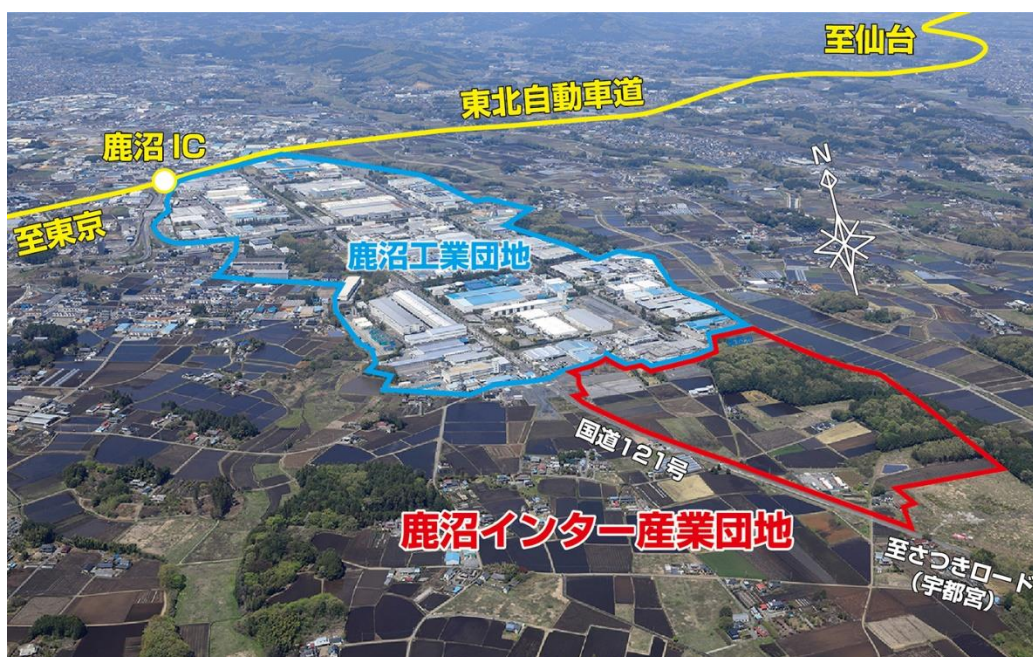 至仙台
東北自動車道
鹿沼IC
至東京
N
鹿沼工業団地
国道121号
鹿沼インター産業団地
至さつきロード
(宇都宮)